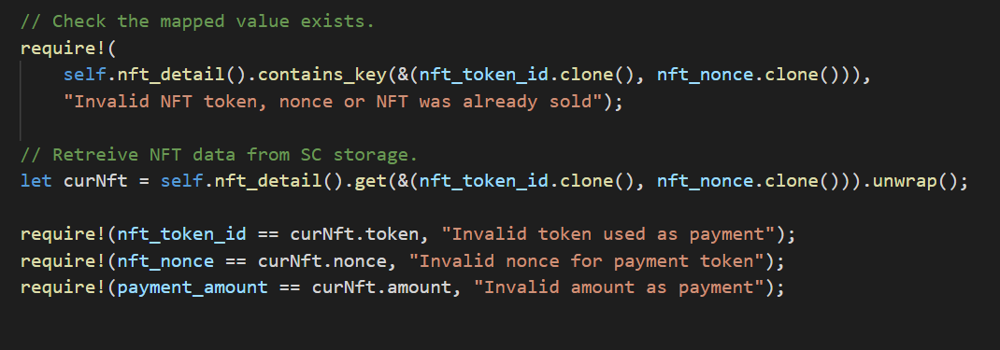 // Check the mapped value exists.
require!(
self.nft_detail().contains_key(&(nft_token_id.clone(), nft_nonce.clone())),
"Invalid NFT token, nonce or NFT was already sold");
// Retreive NFT data from SC storage.
let curNft = self.nft_detail().get(&(nft_token_id.clone(), nft_nonce.clone())).unwrap();
require!(nft_token_id == curNft.token, "Invalid token used as payment");
require!(nft_nonce == curNft.nonce, "Invalid nonce for payment token");
require!(payment_amount == curNft.amount, "Invalid amount as payment");